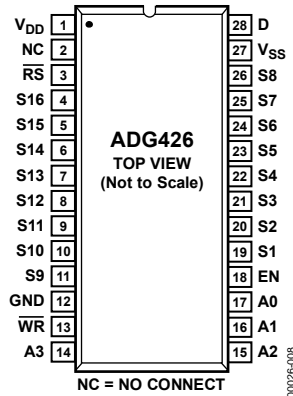 VDD 1 28 D
NC 2 27 VSS
RS 3 26 S8
S16 4 25 S7
S15 5 24 S6
S14 6 23 S5
S13 7 22 S4
S12 8 21 S3
S11 9 20 S2
S10 10 19 S1
S9 11 18 EN
GND 12 17 A0
WR 13 16 A1
A3 14 15 A2
ADG426
TOP VIEW
(Not to Scale)
NC = NO CONNECT
00026-008